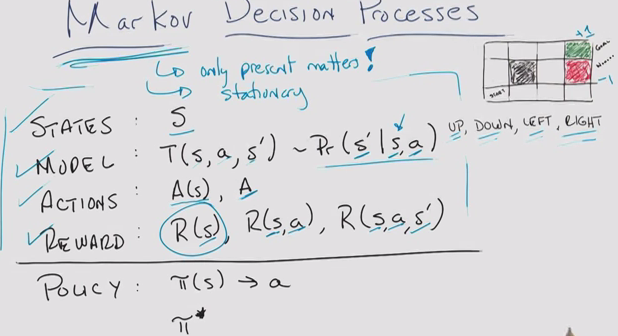 Markov Decision Processes
↳ only present matters!
↳ stationary
STATES : S
MODEL : T(s, a, s') ~ Pr(s' | s, a)
ACTIONS : A(s), A
REWARD : R(s), R(s,a), R(s,a,s')
POLICY : π(s) → a
π*
+1
GOAL
-1
START
UP, DOWN, LEFT, RIGHT